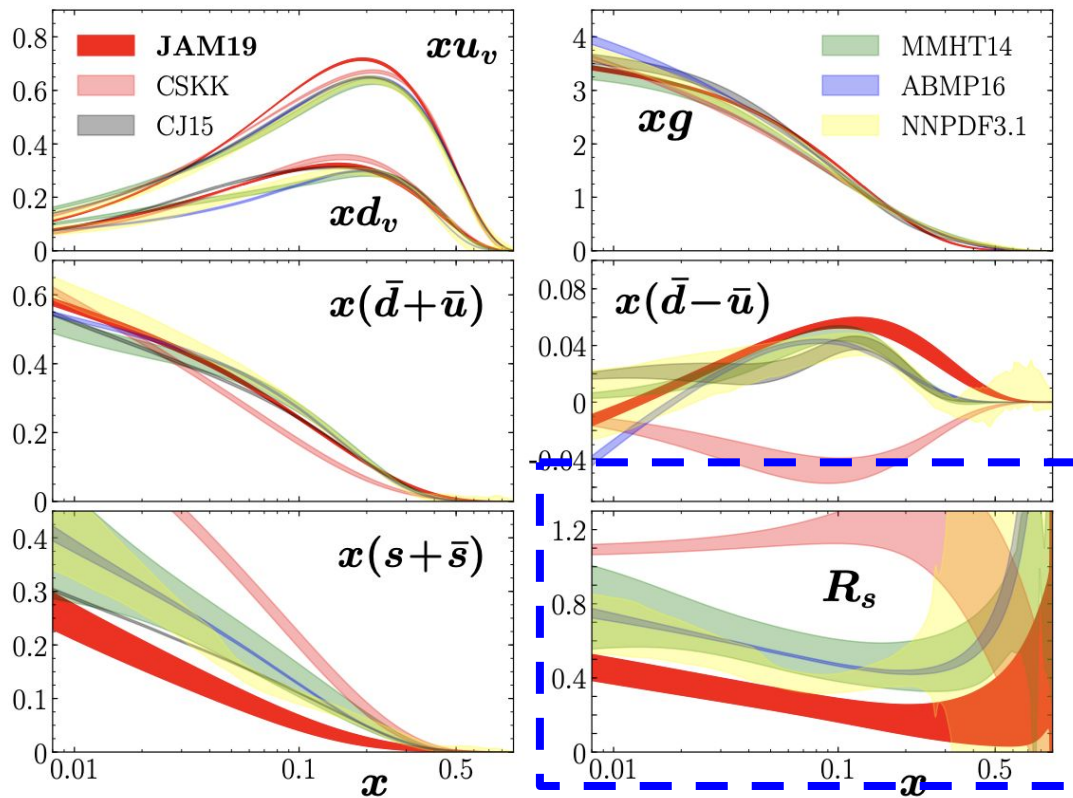 JAM19
CSKK
CJ15
xu_v
xd_v
0.8
0.6
0.4
0.2
0
MMHT14
ABMP16
NNPDF3.1
xg
4
3
2
1
0
x(d̄+ū)
0.6
0.4
0.2
0
x(d̄−ū)
0.08
0.04
0
-0.04
x(s+s̄)
0.4
0.3
0.2
0.1
0
0.01
0.1
0.5
x
R_s
1.2
0.8
0.4
0
0.01
0.1
0.5
x